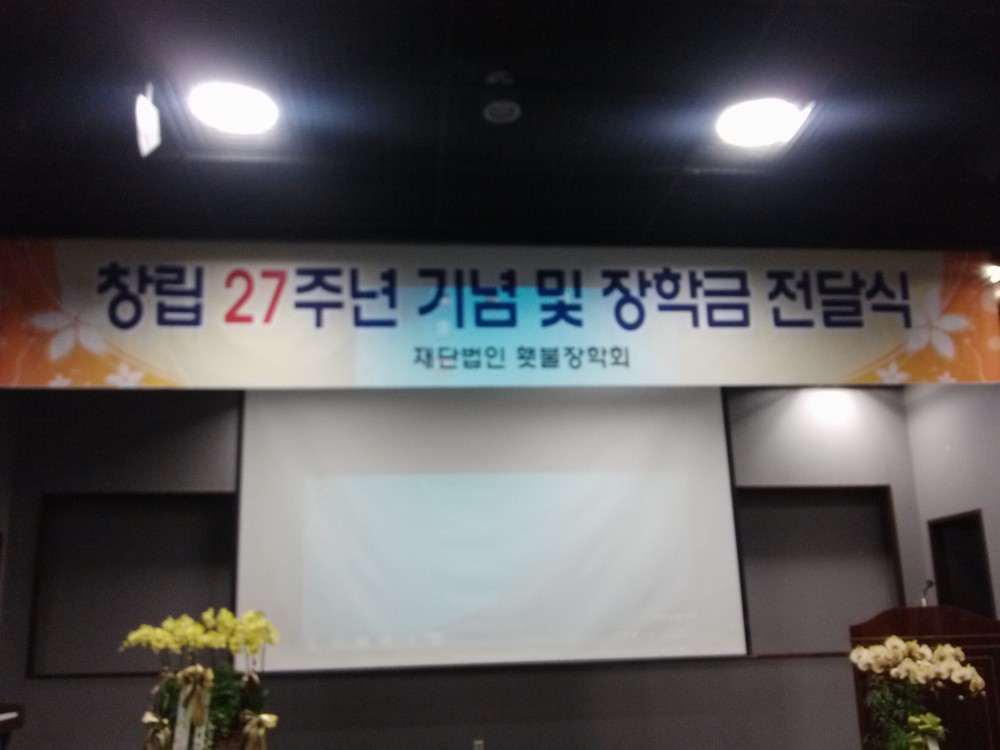 창립 27주년 기념 및 장학금 전달식
재단법인 횃불장학회